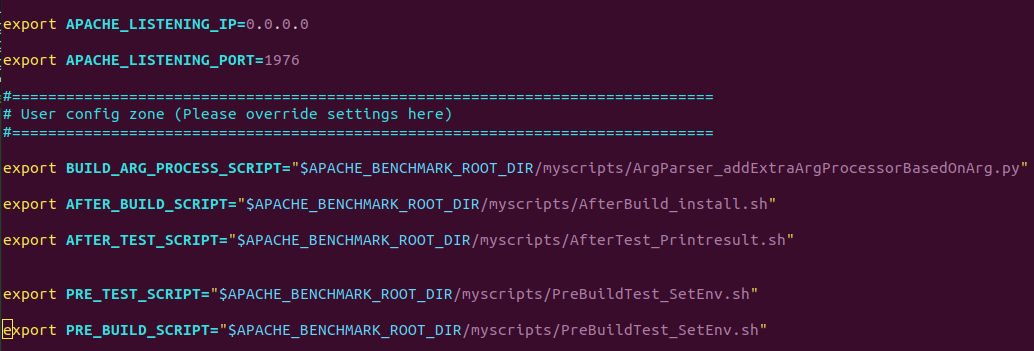 export APACHE_LISTENING_IP=0.0.0.0
export APACHE_LISTENING_PORT=1976
#==============================================================================
# User config zone (Please override settings here)
#==============================================================================
export BUILD_ARG_PROCESS_SCRIPT="$APACHE_BENCHMARK_ROOT_DIR/myscripts/ArgParser_addExtraArgProcessorBasedOnArg.py"
export AFTER_BUILD_SCRIPT="$APACHE_BENCHMARK_ROOT_DIR/myscripts/AfterBuild_install.sh"
export AFTER_TEST_SCRIPT="$APACHE_BENCHMARK_ROOT_DIR/myscripts/AfterTest_Printresult.sh"
export PRE_TEST_SCRIPT="$APACHE_BENCHMARK_ROOT_DIR/myscripts/PreBuildTest_SetEnv.sh"
export PRE_BUILD_SCRIPT="$APACHE_BENCHMARK_ROOT_DIR/myscripts/PreBuildTest_SetEnv.sh"